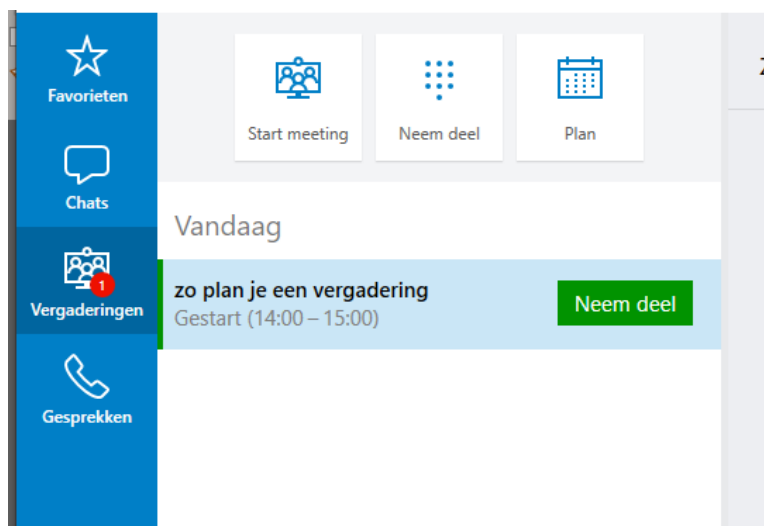 Favorieten
Start meeting
Neem deel
Plan
Chats
Vandaag
1
Vergaderingen
zo plan je een vergadering
Gestart (14:00 – 15:00)
Neem deel
Gesprekken